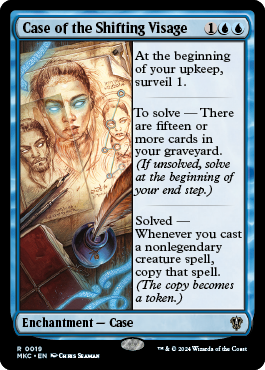 Case of the Shifting Visage 1
At the beginning
of your upkeep,
surveil 1.
To solve — There
are fifteen or
more cards in
your graveyard.
(If unsolved, solve
at the beginning of
your end step.)
Solved —
Whenever you cast
a nonlegendary
creature spell,
copy that spell.
(The copy becomes
a token.)
Enchantment — Case
R 0019
MKC • EN Chris Seaman
™ & © 2024 Wizards of the Coast